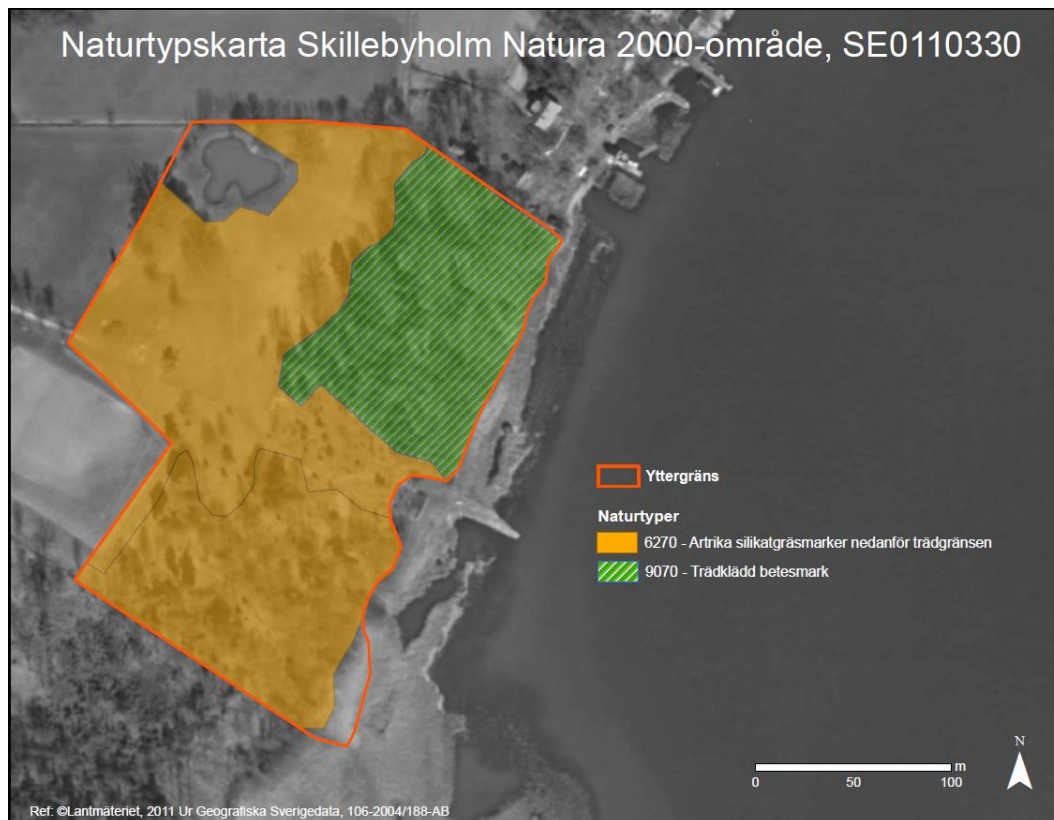 Naturtypskarta Skillebyholm Natura 2000-område, SE0110330
Yttergräns
Naturtyper
6270 - Artrika silikatgräsmarker nedanför trädgränsen
9070 - Trädklädd betesmark
N
m
0 50 100
Ref: ©Lantmäteriet, 2011 Ur Geografiska Sverigedata, 106-2004/188-AB